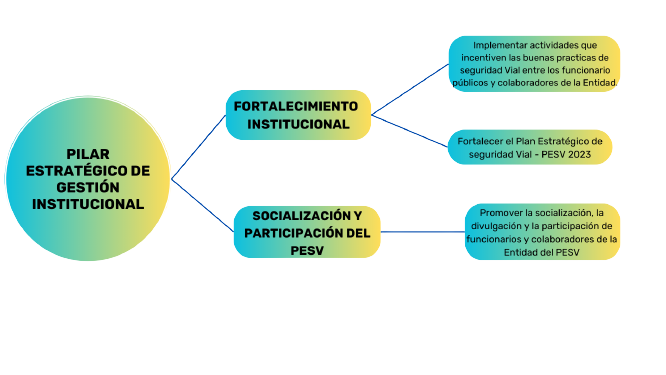 PILAR
ESTRATÉGICO DE
GESTIÓN
INSTITUCIONAL
FORTALECIMIENTO
INSTITUCIONAL
Implementar actividades que
incentiven las buenas practicas de
seguridad Vial entre los funcionario
públicos y colaboradores de la Entidad.
Fortalecer el Plan Estratégico de
seguridad Vial - PESV 2023
SOCIALIZACIÓN Y
PARTICIPACIÓN DEL
PESV
Promover la socialización, la
divulgación y la participación de
funcionarios y colaboradores de la
Entidad del PESV